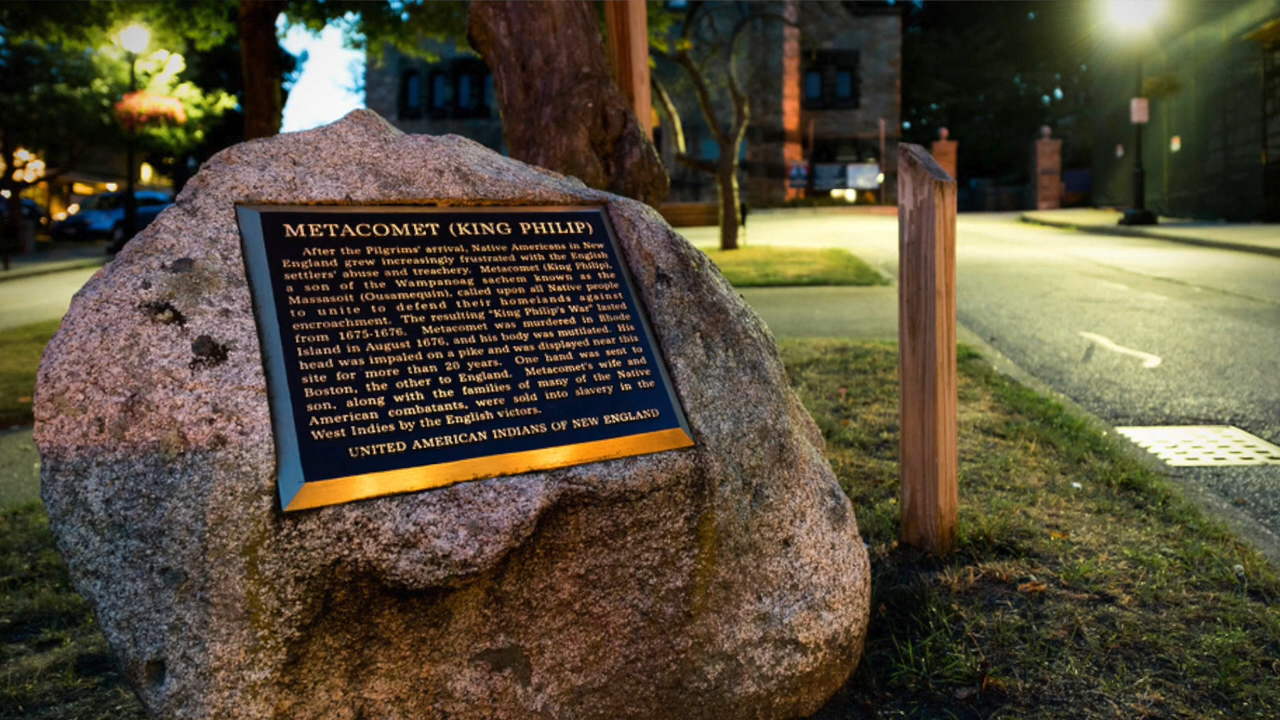 METACOMET (KING PHILIP)
After the Pilgrims' arrival, Native Americans in New
England grew increasingly frustrated with the English
settlers' abuse and treachery. Metacomet (King Philip),
a son of the Wampanoag sachem known as the
Massasoit (Ousamequin), called upon all Native people
to unite to defend their homelands against
encroachment. The resulting "King Philip's War" lasted
from 1675-1676. Metacomet was murdered in Rhode
Island in August 1676, and his body was mutilated. His
head was impaled on a pike and was displayed near this
site for more than 20 years. One hand was sent to
Boston, the other to England. Metacomet's wife and
son, along with the families of many of the Native
American combatants, were sold into slavery in the
West Indies by the English victors.
UNITED AMERICAN INDIANS OF NEW ENGLAND